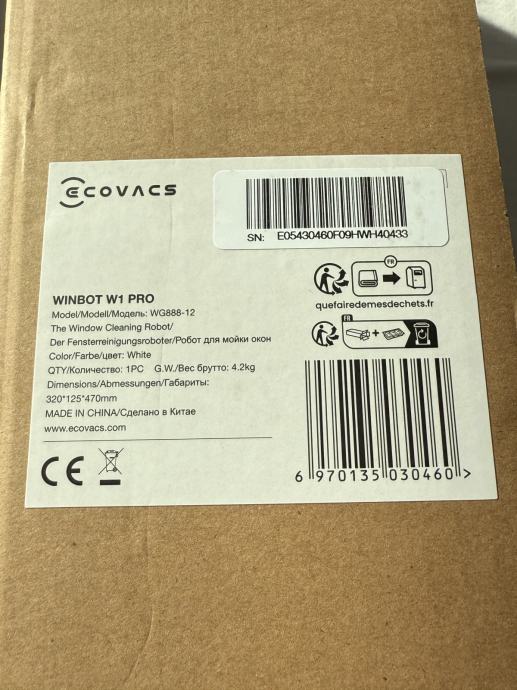 ECOVACS
SN: E05430460F09HWH40433
FR
quefairedemesdechets.fr
FR
WINBOT W1 PRO
Model/Modell/Модель: WG888-12
The Window Cleaning Robot/
Der Fensterreinigungsroboter/Робот для мойки окон
Color/Farbe/цвет: White
QTY/Количество: 1PC G.W./Вес брутто: 4.2kg
Dimensions/Abmessungen/Габариты:
320*125*470mm
MADE IN CHINA/Сделано в Китае
www.ecovacs.com
CE
6 970135 030460 >